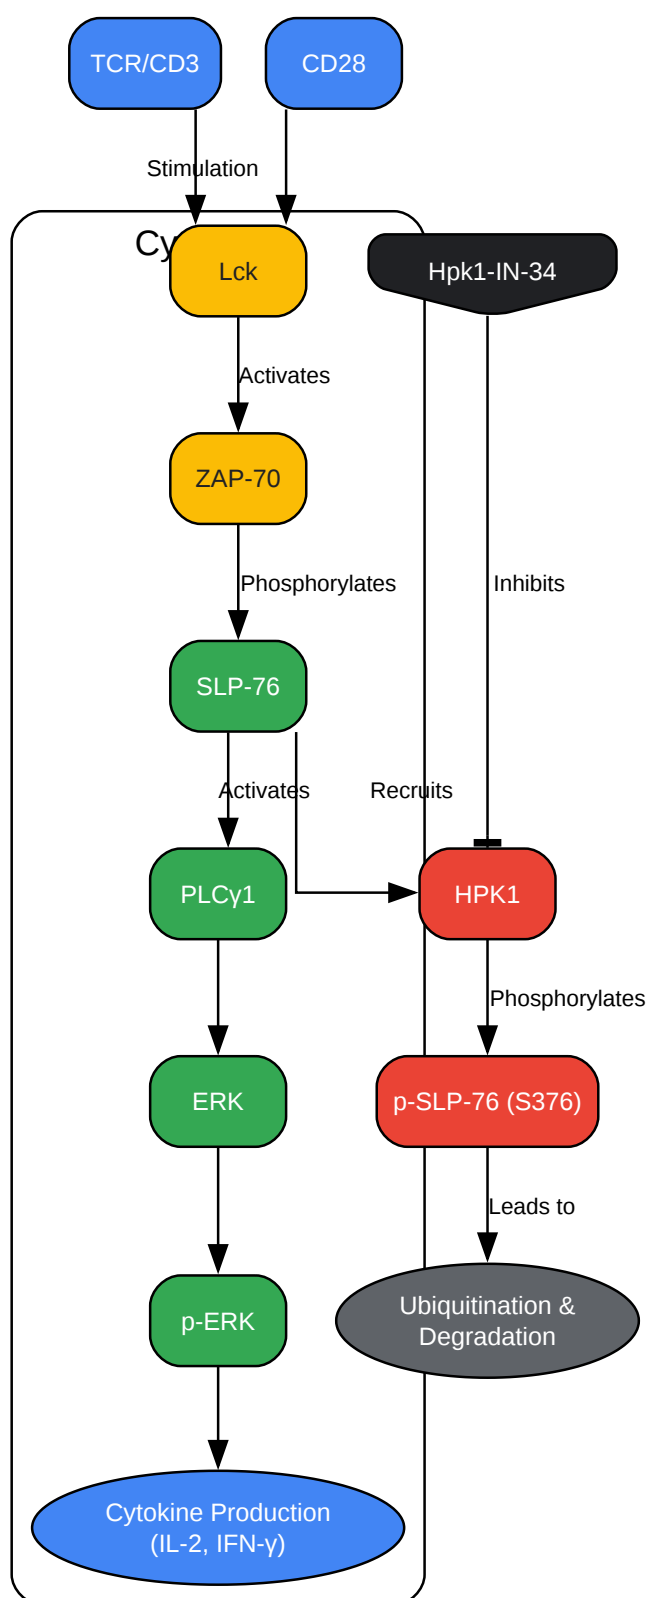 TCR/CD3
CD28
Stimulation
Cy
Lck
Hpk1-IN-34
Activates
ZAP-70
Phosphorylates
Inhibits
SLP-76
Activates
Recruits
PLCγ1
HPK1
Phosphorylates
ERK
p-SLP-76 (S376)
Leads to
p-ERK
Ubiquitination &
Degradation
Cytokine Production
(IL-2, IFN-γ)